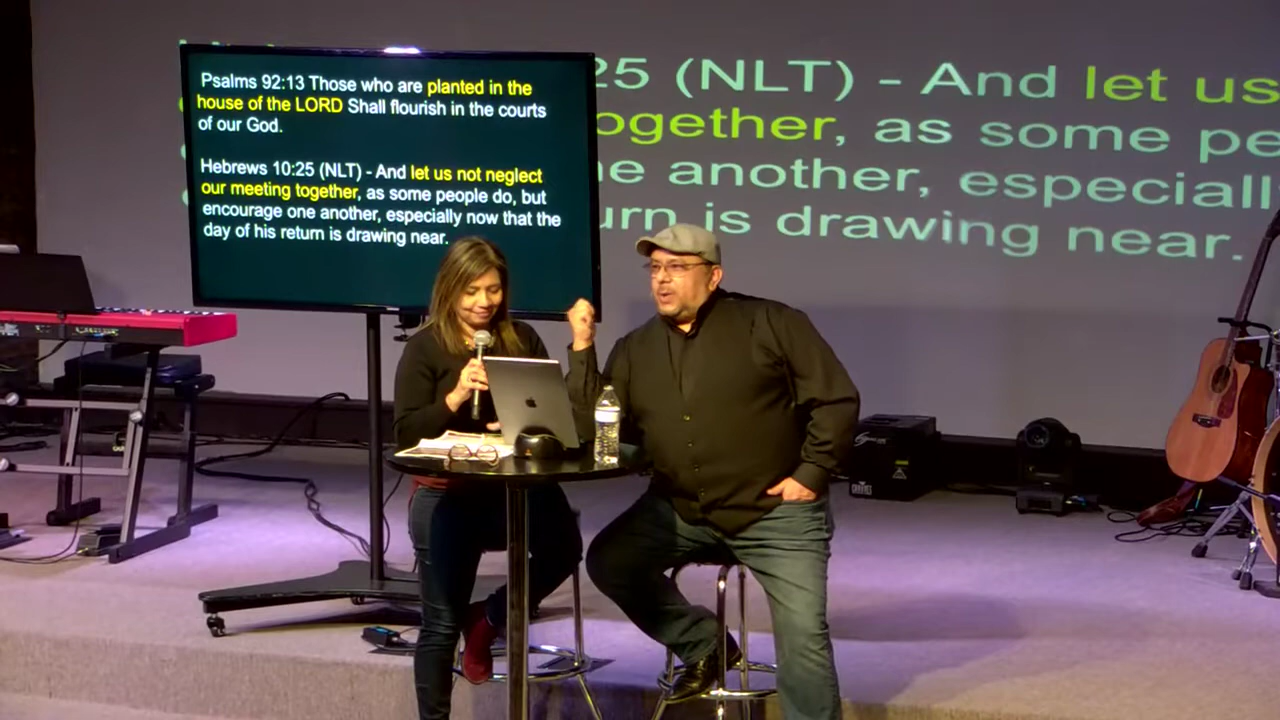 Psalms 92:13 Those who are planted in the
house of the LORD Shall flourish in the courts
of our God.
Hebrews 10:25 (NLT) - And let us not neglect
our meeting together, as some people do, but
encourage one another, especially now that the
day of his return is drawing near.
25 (NLT) - And let us
ogether, as some pe
ne another, especiall
urn is drawing near.